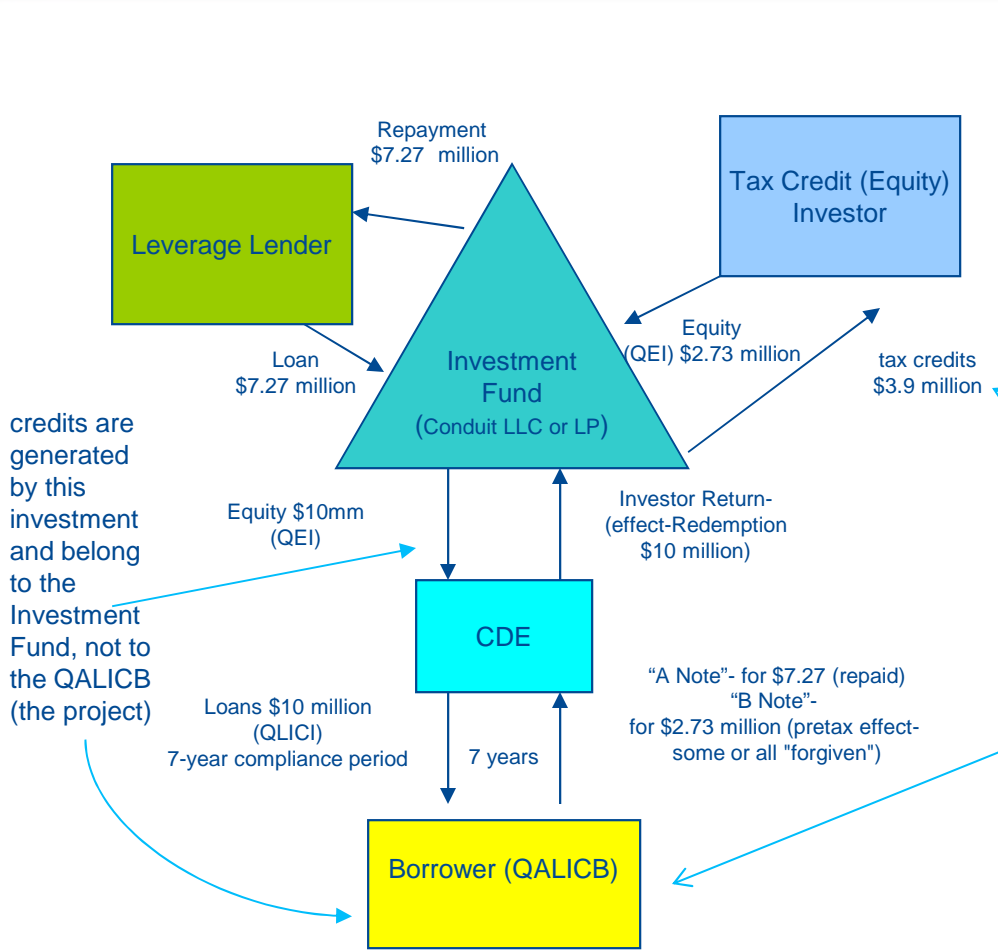 Repayment
$7.27 million
Tax Credit (Equity)
Investor
Leverage Lender
Equity
(QEI) $2.73 million
Loan
$7.27 million
Investment
Fund
(Conduit LLC or LP)
tax credits
$3.9 million
credits are
generated
by this
investment
and belong
to the
Investment
Fund, not to
the QALICB
(the project)
Equity $10mm
(QEI)
Investor Return-
(effect-Redemption
$10 million)
CDE
Loans $10 million
(QLICI)
7-year compliance period
7 years
“A Note”- for $7.27 (repaid)
“B Note”-
for $2.73 million (pretax effect-
some or all "forgiven")
Borrower (QALICB)